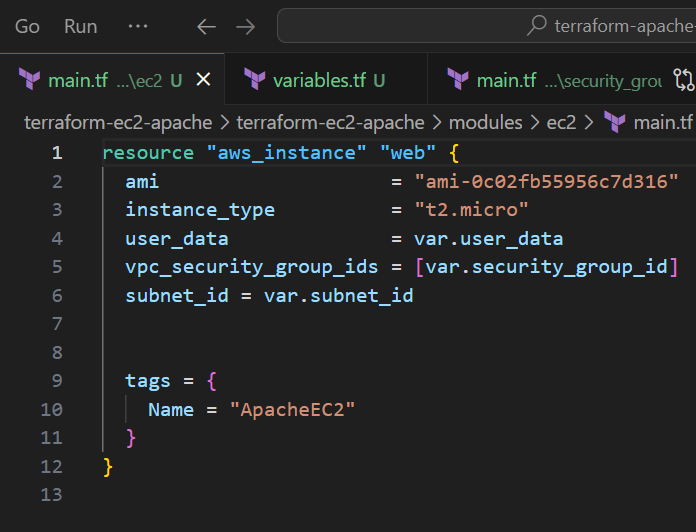 Go Run ··· terraform-apache-
main.tf ...\ec2 U variables.tf U main.tf ...\security_grou
terraform-ec2-apache > terraform-ec2-apache > modules > ec2 > main.tf
1 resource "aws_instance" "web" {
2   ami                    = "ami-0c02fb55956c7d316"
3   instance_type          = "t2.micro"
4   user_data              = var.user_data
5   vpc_security_group_ids = [var.security_group_id]
6   subnet_id = var.subnet_id
7
8
9   tags = {
10     Name = "ApacheEC2"
11   }
12 }
13